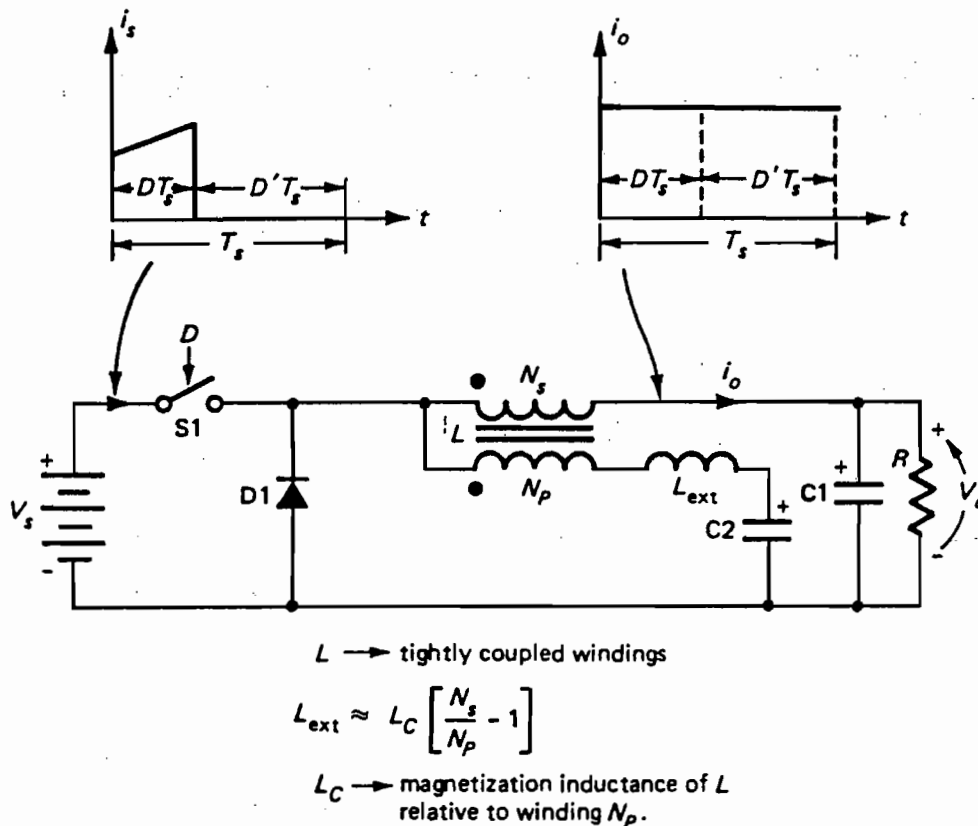 i_s
i_o
DT_s
D'T_s
t
T_s
DT_s
D'T_s
t
T_s
D
S1
N_s
i_o
L
N_P
L_ext
D1
V_s
+
-
C2
+
C1
+
R
+
-
L → tightly coupled windings
L_ext ≈ L_C [N_s/N_P - 1]
L_C → magnetization inductance of L
relative to winding N_P.